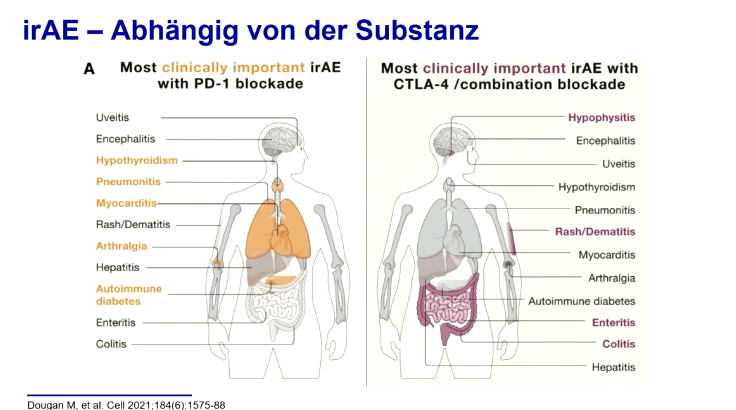 irAE – Abhängig von der Substanz
A
Most clinically important irAE
with PD-1 blockade
Uveitis
Encephalitis
Hypothyroidism
Pneumonitis
Myocarditis
Rash/Dematitis
Arthralgia
Hepatitis
Autoimmune
diabetes
Enteritis
Colitis
Most clinically important irAE with
CTLA-4 /combination blockade
Hypophysitis
Encephalitis
Uveitis
Hypothyroidism
Pneumonitis
Rash/Dematitis
Myocarditis
Arthralgia
Autoimmune diabetes
Enteritis
Colitis
Hepatitis
Dougan M, et al. Cell 2021;184(6):1575-88